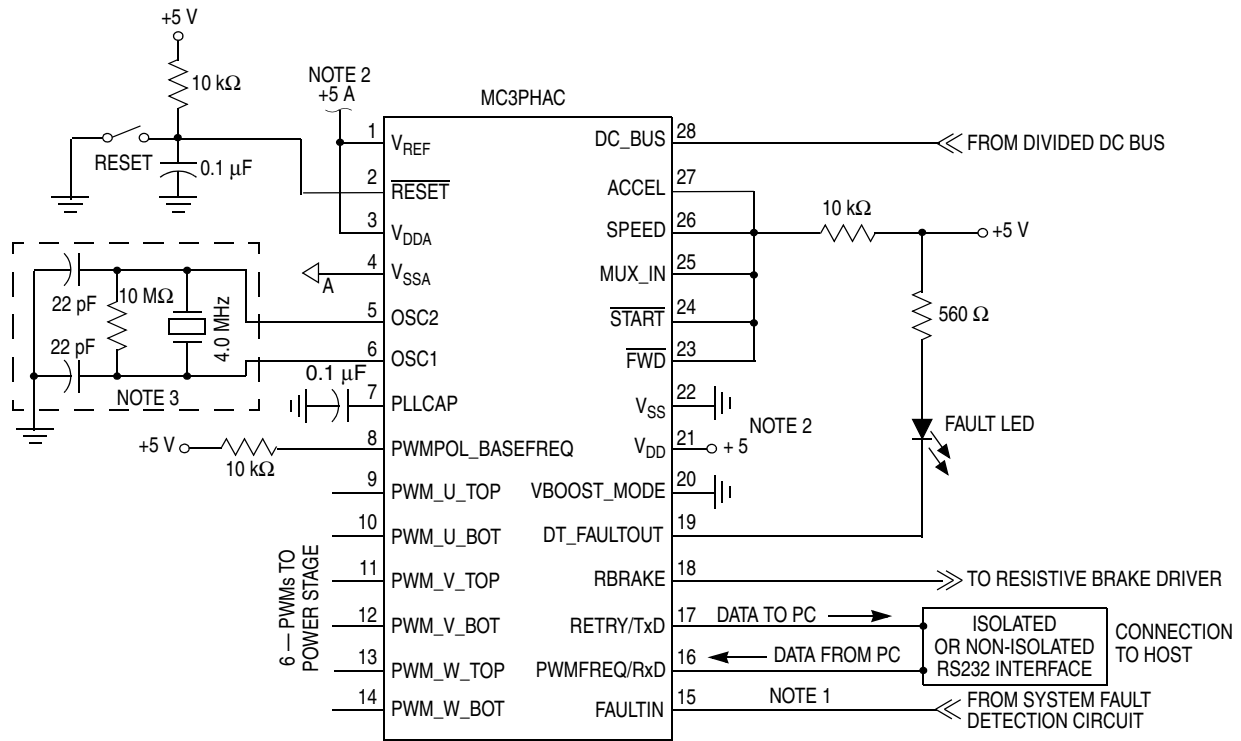 +5 V
10 kΩ
RESET
0.1 µF
NOTE 2
+5 A
MC3PHAC
1
VREF
2
RESET
3
VDDA
4
VSSA
A
5
OSC2
6
OSC1
7
PLLCAP
8
PWMPOL_BASEFREQ
9
PWM_U_TOP
10
PWM_U_BOT
11
PWM_V_TOP
12
PWM_V_BOT
13
PWM_W_TOP
14
PWM_W_BOT
22 pF
10 MΩ
4.0 MHz
22 pF
NOTE 3
0.1 µF
+5 V
10 kΩ
6 — PWMs TO
POWER STAGE
DC_BUS
28
FROM DIVIDED DC BUS
ACCEL
27
SPEED
26
10 kΩ
+5 V
MUX_IN
25
START
24
560 Ω
FWD
23
VSS
22
NOTE 2
VDD
21
+ 5
FAULT LED
VBOOST_MODE
20
DT_FAULTOUT
19
RBRAKE
18
TO RESISTIVE BRAKE DRIVER
RETRY/TxD
17
DATA TO PC
PWMFREQ/RxD
16
DATA FROM PC
ISOLATED
OR NON-ISOLATED
RS232 INTERFACE
CONNECTION
TO HOST
FAULTIN
15
NOTE 1
FROM SYSTEM FAULT
DETECTION CIRCUIT